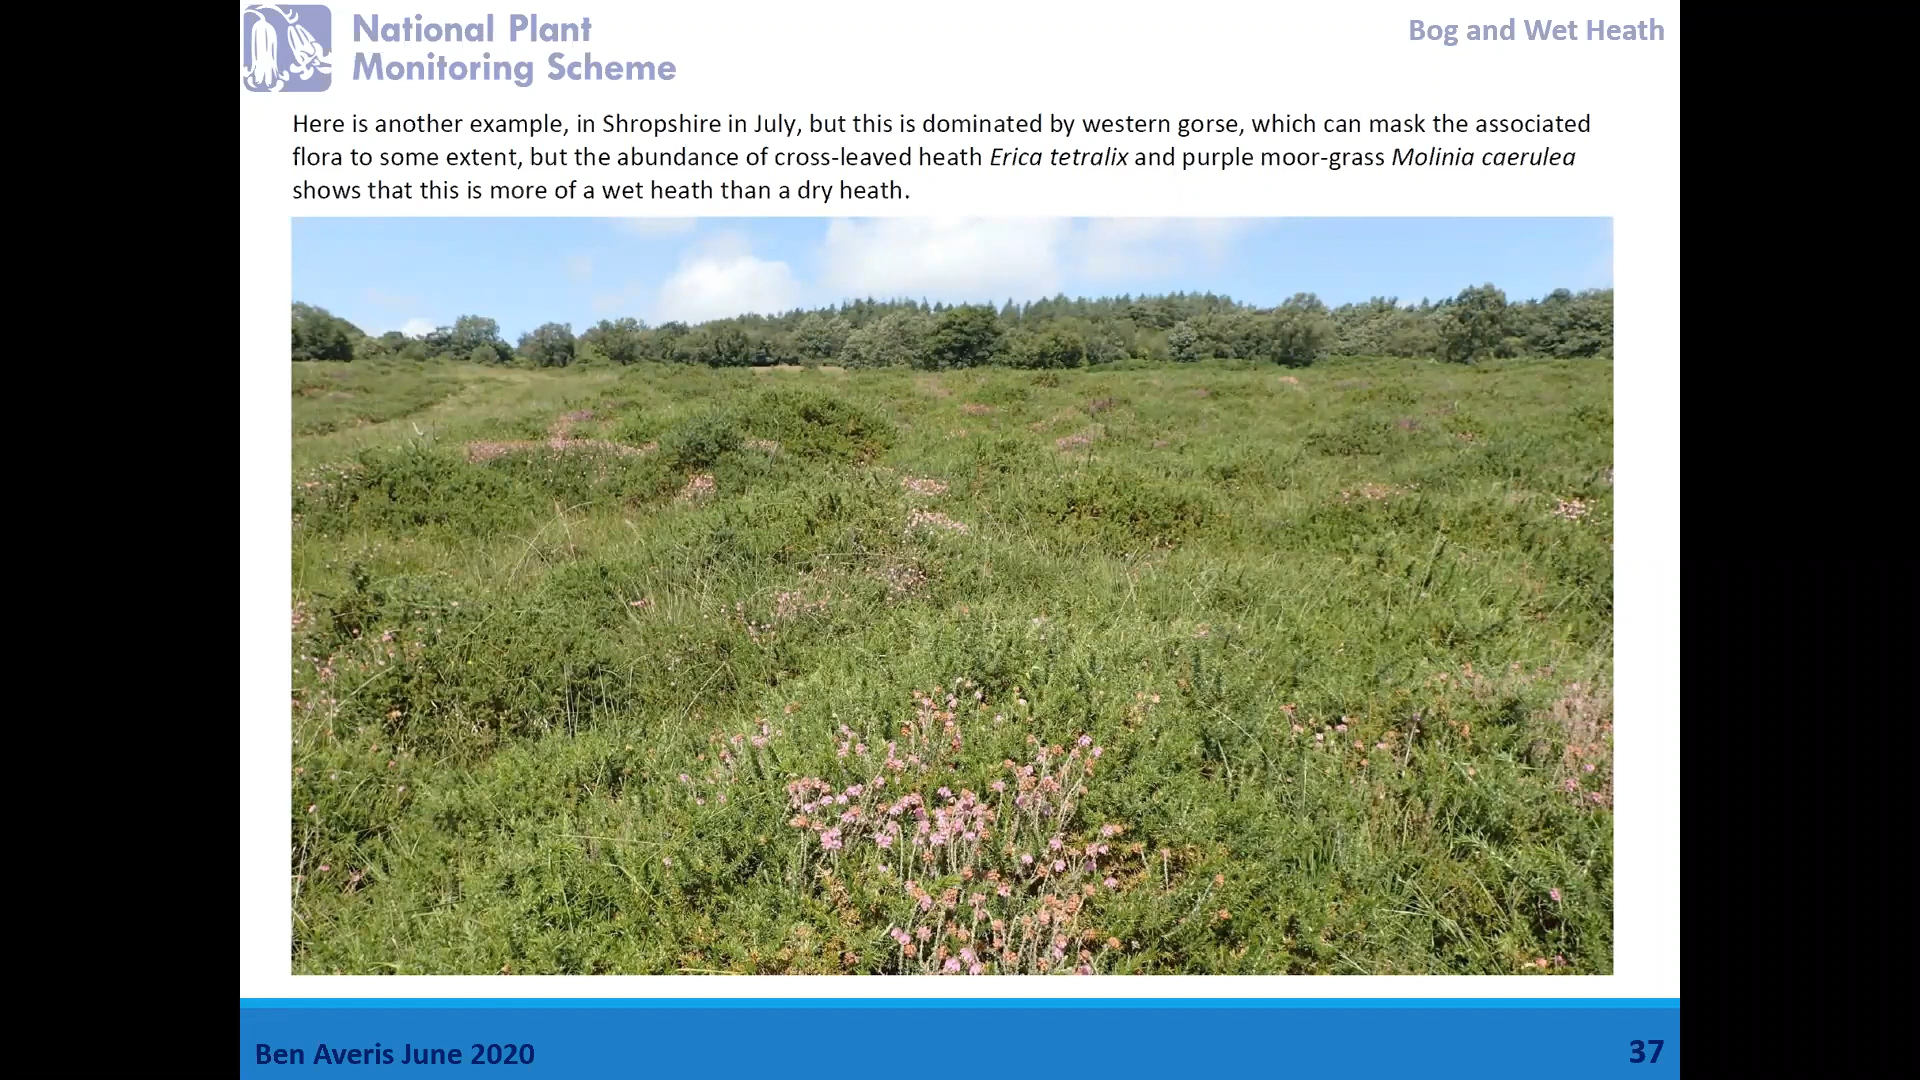 National Plant
Monitoring Scheme
Bog and Wet Heath
Here is another example, in Shropshire in July, but this is dominated by western gorse, which can mask the associated
flora to some extent, but the abundance of cross-leaved heath Erica tetralix and purple moor-grass Molinia caerulea
shows that this is more of a wet heath than a dry heath.
Ben Averis June 2020
37